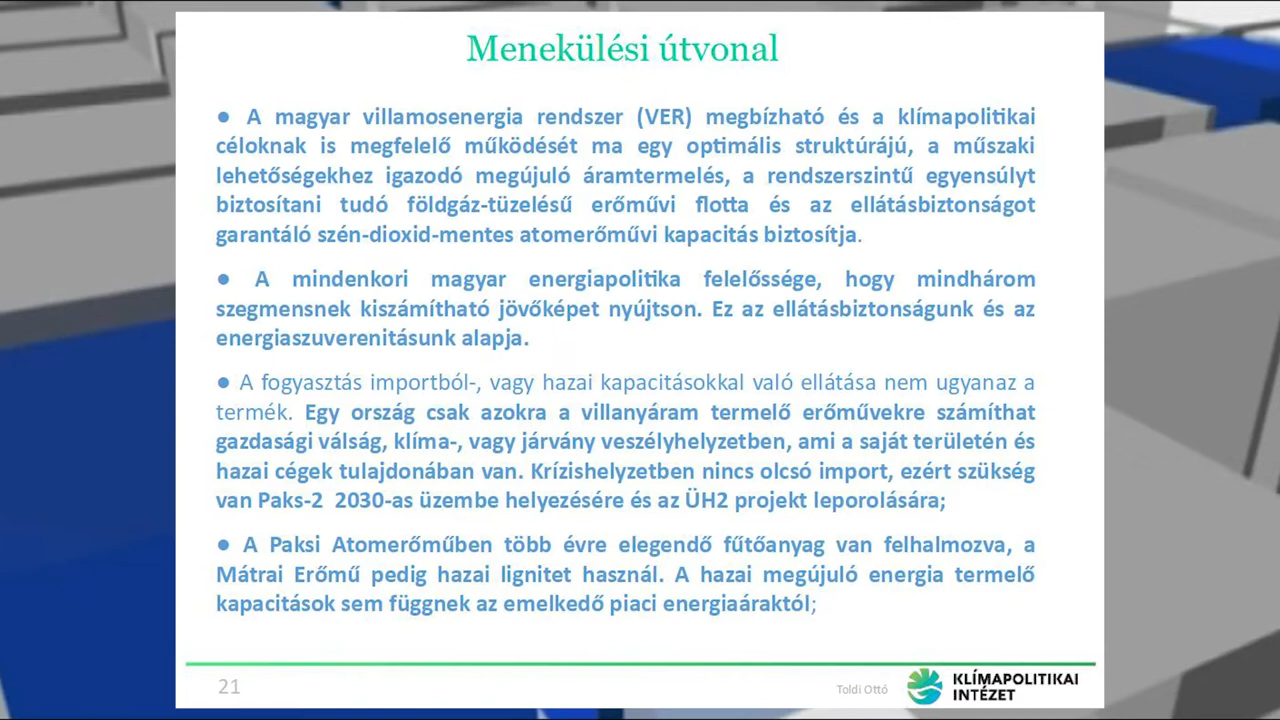 Menekülési útvonal
● A magyar villamosenergia rendszer (VER) megbízható és a klímapolitikai
céloknak is megfelelő működését ma egy optimális struktúrájú, a műszaki
lehetőségekhez igazodó megújuló áramtermelés, a rendszerszintű egyensúlyt
biztosítani tudó földgáz-tüzelésű erőművi flotta és az ellátásbiztonságot
garantáló szén-dioxid-mentes atomerőművi kapacitás biztosítja.
● A mindenkori magyar energiapolitika felelőssége, hogy mindhárom
szegmensnek kiszámítható jövőképet nyújtson. Ez az ellátásbiztonságunk és az
energiaszuverenitásunk alapja.
● A fogyasztás importból-, vagy hazai kapacitásokkal való ellátása nem ugyanaz a
termék. Egy ország csak azokra a villanyáram termelő erőművekre számíthat
gazdasági válság, klíma-, vagy járvány veszélyhelyzetben, ami a saját területén és
hazai cégek tulajdonában van. Krízishelyzetben nincs olcsó import, ezért szükség
van Paks-2 2030-as üzembe helyezésére és az ÜH2 projekt leporolására;
● A Paksi Atomerőműben több évre elegendő fűtőanyag van felhalmozva, a
Mátrai Erőmű pedig hazai lignitet használ. A hazai megújuló energia termelő
kapacitások sem függnek az emelkedő piaci energiaáraktól;
21
Toldi Ottó
KLÍMAPOLITIKAI
INTÉZET